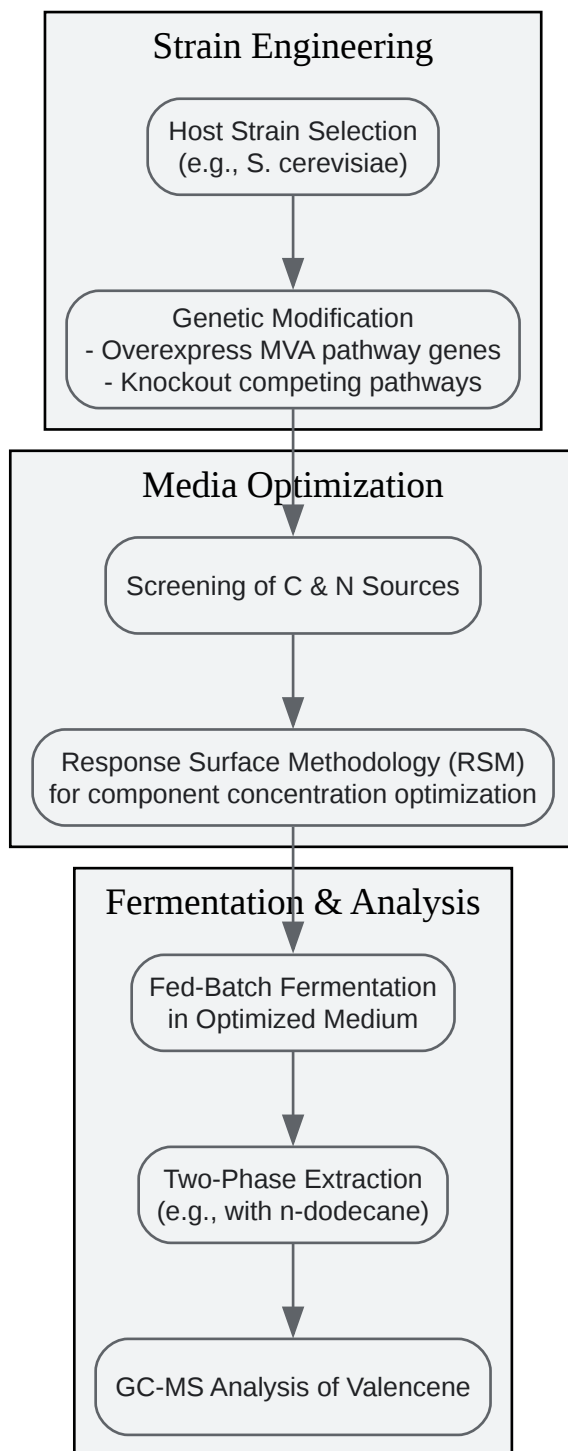 Strain Engineering
Host Strain Selection
(e.g., S. cerevisiae)
Genetic Modification
- Overexpress MVA pathway genes
- Knockout competing pathways
Media Optimization
Screening of C & N Sources
Response Surface Methodology (RSM)
for component concentration optimization
Fermentation & Analysis
Fed-Batch Fermentation
in Optimized Medium
Two-Phase Extraction
(e.g., with n-dodecane)
GC-MS Analysis of Valencene